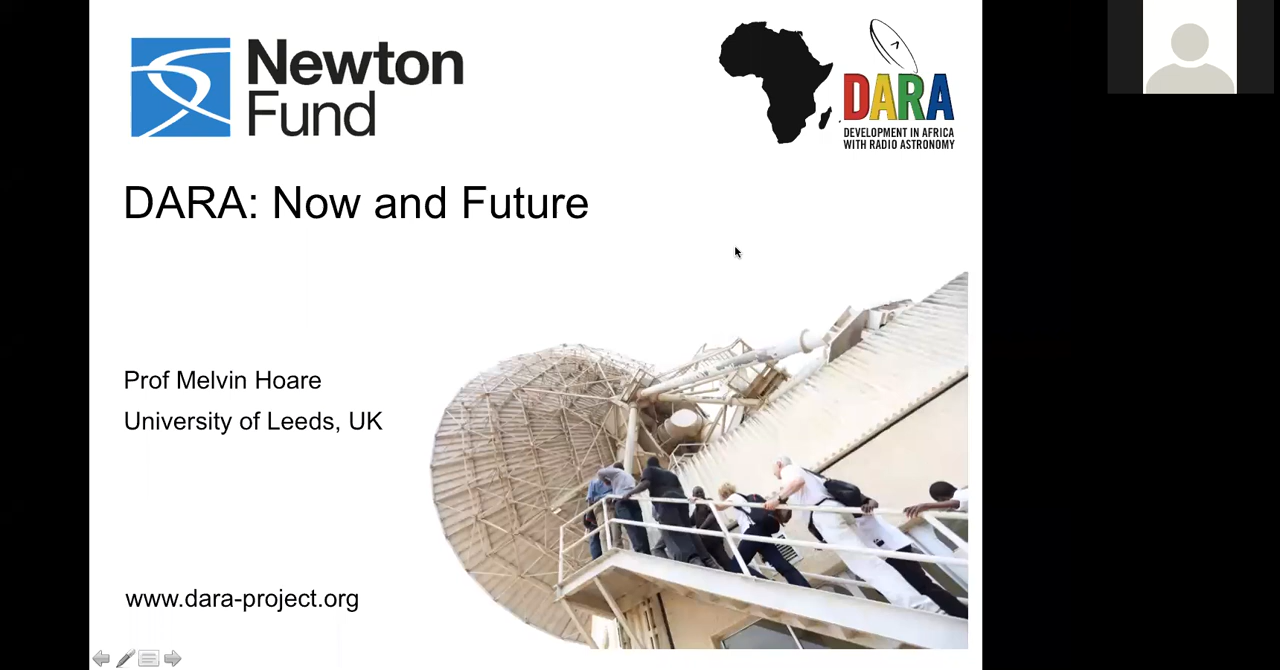 Newton
Fund
DARA
DEVELOPMENT IN AFRICA
WITH RADIO ASTRONOMY
DARA: Now and Future
Prof Melvin Hoare
University of Leeds, UK
www.dara-project.org